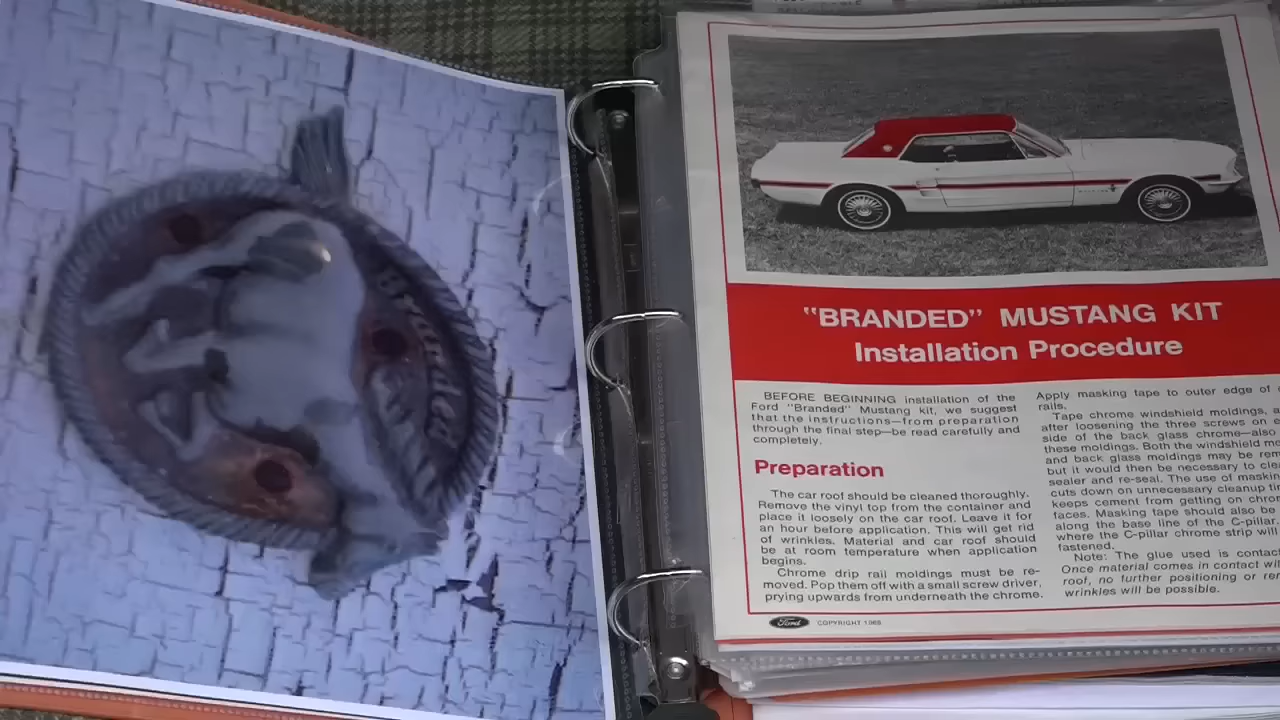 Branded
"BRANDED" MUSTANG KIT
Installation Procedure
BEFORE BEGINNING installation of the
Ford "Branded" Mustang kit, we suggest
that the instructions—from preparation
through the final step—be read carefully and
completely.
Preparation
The car roof should be cleaned thoroughly.
Remove the vinyl top from the container and
place it loosely on the car roof. Leave it for
an hour before application. This will get rid
of wrinkles. Material and car roof should
be at room temperature when application
begins.
Chrome drip rail moldings must be re-
moved. Pop them off with a small screw driver,
prying upwards from underneath the chrome.
Apply masking tape to outer edge of
rails.
Tape chrome windshield moldings,
after loosening the three screws on
side of the back glass chrome—also
these moldings. Both the windshield
and back glass moldings may be
but it would then be necessary to
sealer and re-seal. The use of
cuts down on unnecessary cleanup
keeps cement from getting on
faces. Masking tape should also be
along the base line of the C-pillar
where the C-pillar chrome strip will
fastened.
Note: The glue used is
Once material comes in contact
roof, no further positioning or
wrinkles will be possible.
Ford COPYRIGHT 1968